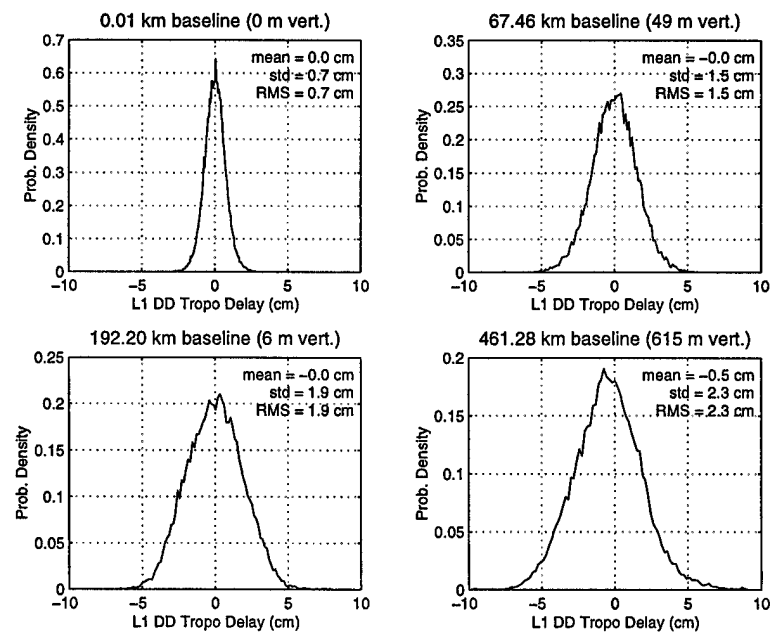 0.01 km baseline (0 m vert.)
mean = 0.0 cm
std = 0.7 cm
RMS = 0.7 cm
Prob. Density
0.7
0.6
0.5
0.4
0.3
0.2
0.1
0
−10
−5
0
5
10
L1 DD Tropo Delay (cm)
67.46 km baseline (49 m vert.)
mean = −0.0 cm
std = 1.5 cm
RMS = 1.5 cm
Prob. Density
0.35
0.3
0.25
0.2
0.15
0.1
0.05
0
−10
−5
0
5
10
L1 DD Tropo Delay (cm)
192.20 km baseline (6 m vert.)
mean = −0.0 cm
std = 1.9 cm
RMS = 1.9 cm
Prob. Density
0.25
0.2
0.15
0.1
0.05
0
−10
−5
0
5
10
L1 DD Tropo Delay (cm)
461.28 km baseline (615 m vert.)
mean = −0.5 cm
std = 2.3 cm
RMS = 2.3 cm
Prob. Density
0.2
0.15
0.1
0.05
0
−10
−5
0
5
10
L1 DD Tropo Delay (cm)